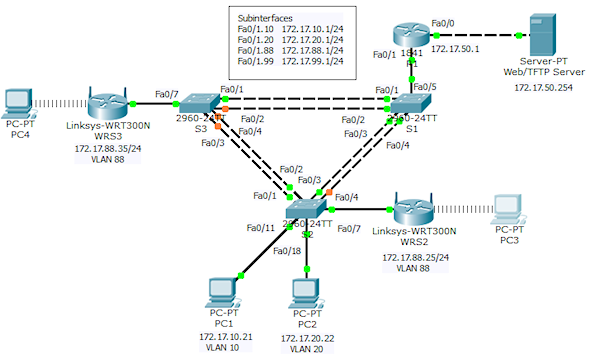 Subinterfaces
Fa0/1.10 172.17.10.1/24
Fa0/1.20 172.17.20.1/24
Fa0/1.88 172.17.88.1/24
Fa0/1.99 172.17.99.1/24
Fa0/0
1841
R1
172.17.50.1
Fa0/1
Server-PT
Web/TFTP Server
172.17.50.254
PC-PT
PC4
Linksys-WRT300N
WRS3
172.17.88.35/24
VLAN 88
Fa0/7
2960-24TT
S3
Fa0/1
Fa0/2
Fa0/4
Fa0/3
Fa0/1
Fa0/5
2960-24TT
S1
Fa0/2
Fa0/3
Fa0/4
Fa0/2
Fa0/1
Fa0/3
Fa0/4
2960-24TT
S2
Fa0/11
Fa0/18
Fa0/7
Linksys-WRT300N
WRS2
172.17.88.25/24
VLAN 88
PC-PT
PC3
PC-PT
PC1
172.17.10.21
VLAN 10
PC-PT
PC2
172.17.20.22
VLAN 20